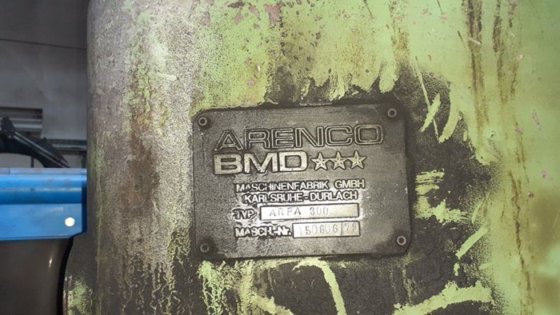 ARENCO
BMD ★★★
MASCHINENFABRIK GMBH
KARLSRUHE-DURLACH
TYP ARPA 300
MASCH.-Nr.